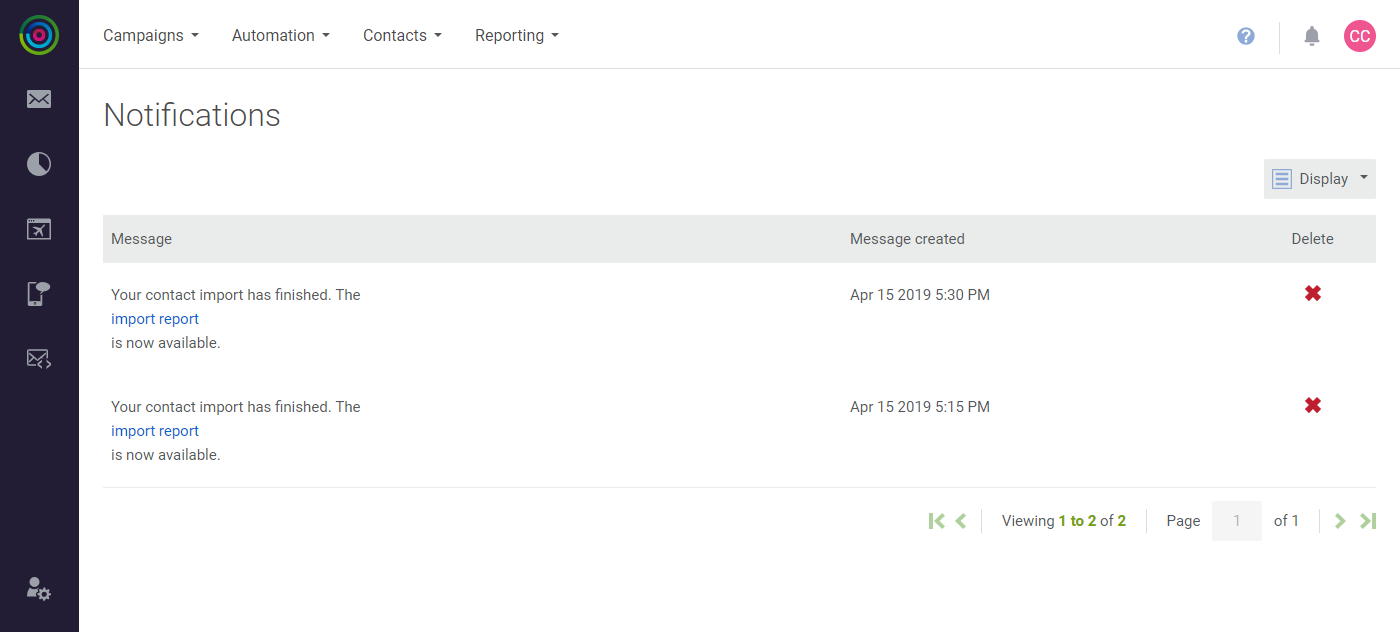 Campaigns Automation Contacts Reporting ? CC
Notifications
Display
Message Message created Delete
Your contact import has finished. The Apr 15 2019 5:30 PM
import report
is now available.
Your contact import has finished. The Apr 15 2019 5:15 PM
import report
is now available.
Viewing 1 to 2 of 2 Page 1 of 1